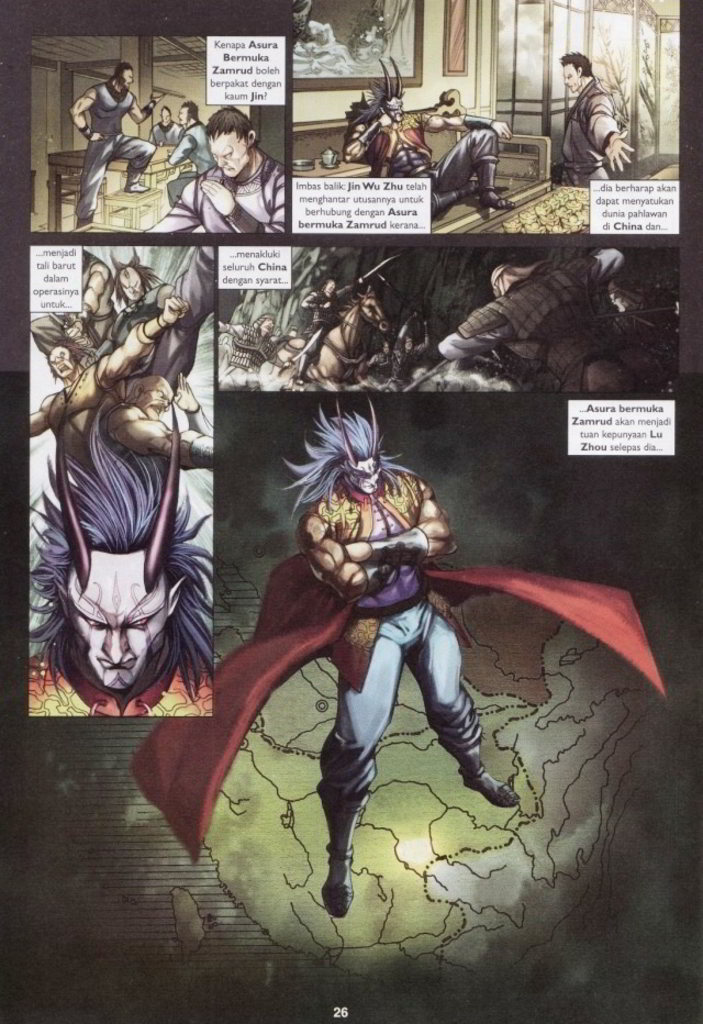 Kenapa Asura
Bermuka
Zamrud boleh
berpakat dengan
kaum Jin?
Imbas balik: Jin Wu Zhu telah
menghantar utusannya untuk
berhubung dengan Asura
bermuka Zamrud kerana...
...dia berharap akan
dapat menyatukan
dunia pahlawan
di China dan...
...menjadi
tali barut
dalam
operasinya
untuk...
...menakluki
seluruh China
dengan syarat...
...Asura bermuka
Zamrud akan menjadi
tuan kepunyaan Lu
Zhou selepas dia...
26